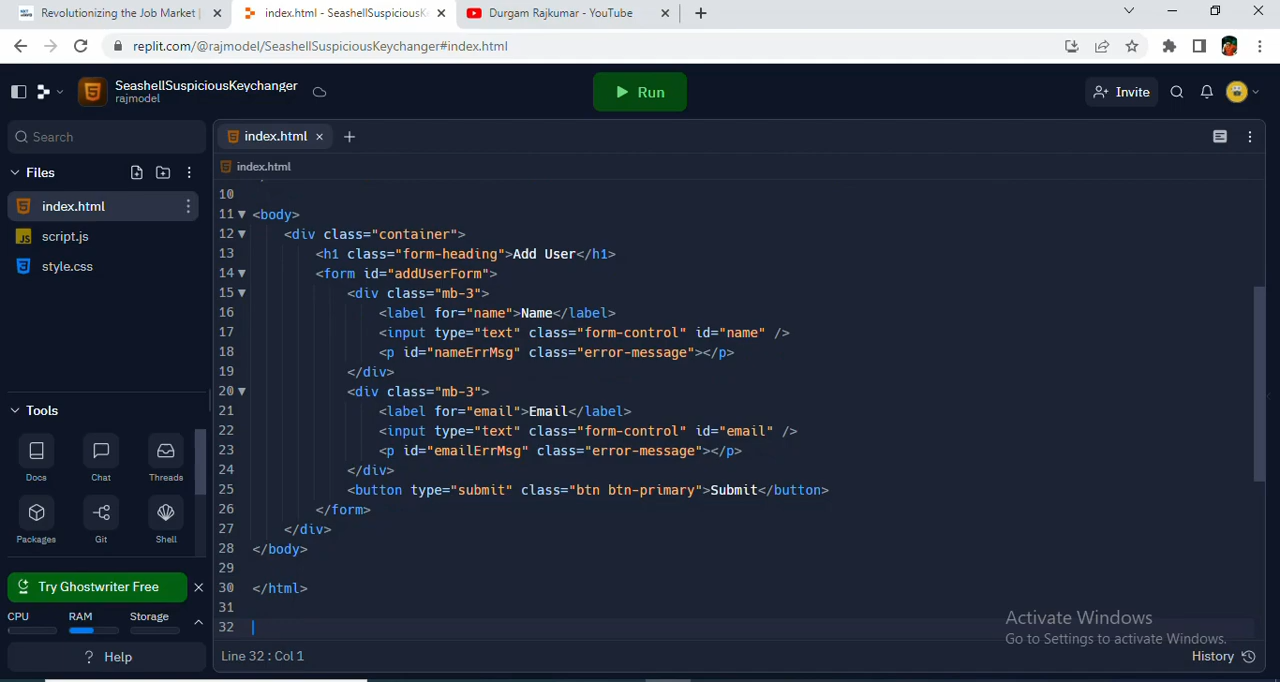 Revolutionizing the Job Market |
index.html - SeashellSuspiciousK
Durgam Rajkumar - YouTube
replit.com/@rajmodel/SeashellSuspiciousKeychanger#index.html
SeashellSuspiciousKeychanger
rajmodel
Run
Invite
Search
Files
index.html
script.js
style.css
Tools
Docs
Chat
Threads
Packages
Git
Shell
Try Ghostwriter Free
CPU
RAM
Storage
? Help
index.html
index.html
10
11 <body>
12 <div class="container">
13 <h1 class="form-heading">Add User</h1>
14 <form id="addUserForm">
15 <div class="mb-3">
16 <label for="name">Name</label>
17 <input type="text" class="form-control" id="name" />
18 <p id="nameErrMsg" class="error-message"></p>
19 </div>
20 <div class="mb-3">
21 <label for="email">Email</label>
22 <input type="text" class="form-control" id="email" />
23 <p id="emailErrMsg" class="error-message"></p>
24 </div>
25 <button type="submit" class="btn btn-primary">Submit</button>
26 </form>
27 </div>
28 </body>
29
30 </html>
31
32
Activate Windows
Go to Settings to activate Windows.
Line 32 : Col 1
History